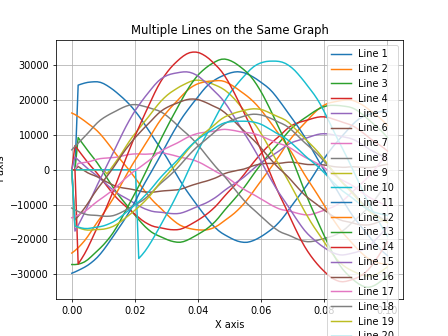 Multiple Lines on the Same Graph
30000
20000
10000
0
−10000
−20000
−30000
0.00
0.02
0.04
0.06
X axis
Line 1
Line 2
Line 3
Line 4
Line 5
Line 6
Line 7
Line 8
Line 9
Line 10
Line 11
Line 12
Line 13
Line 14
Line 15
Line 16
Line 17
Line 18
Line 19
Line 20